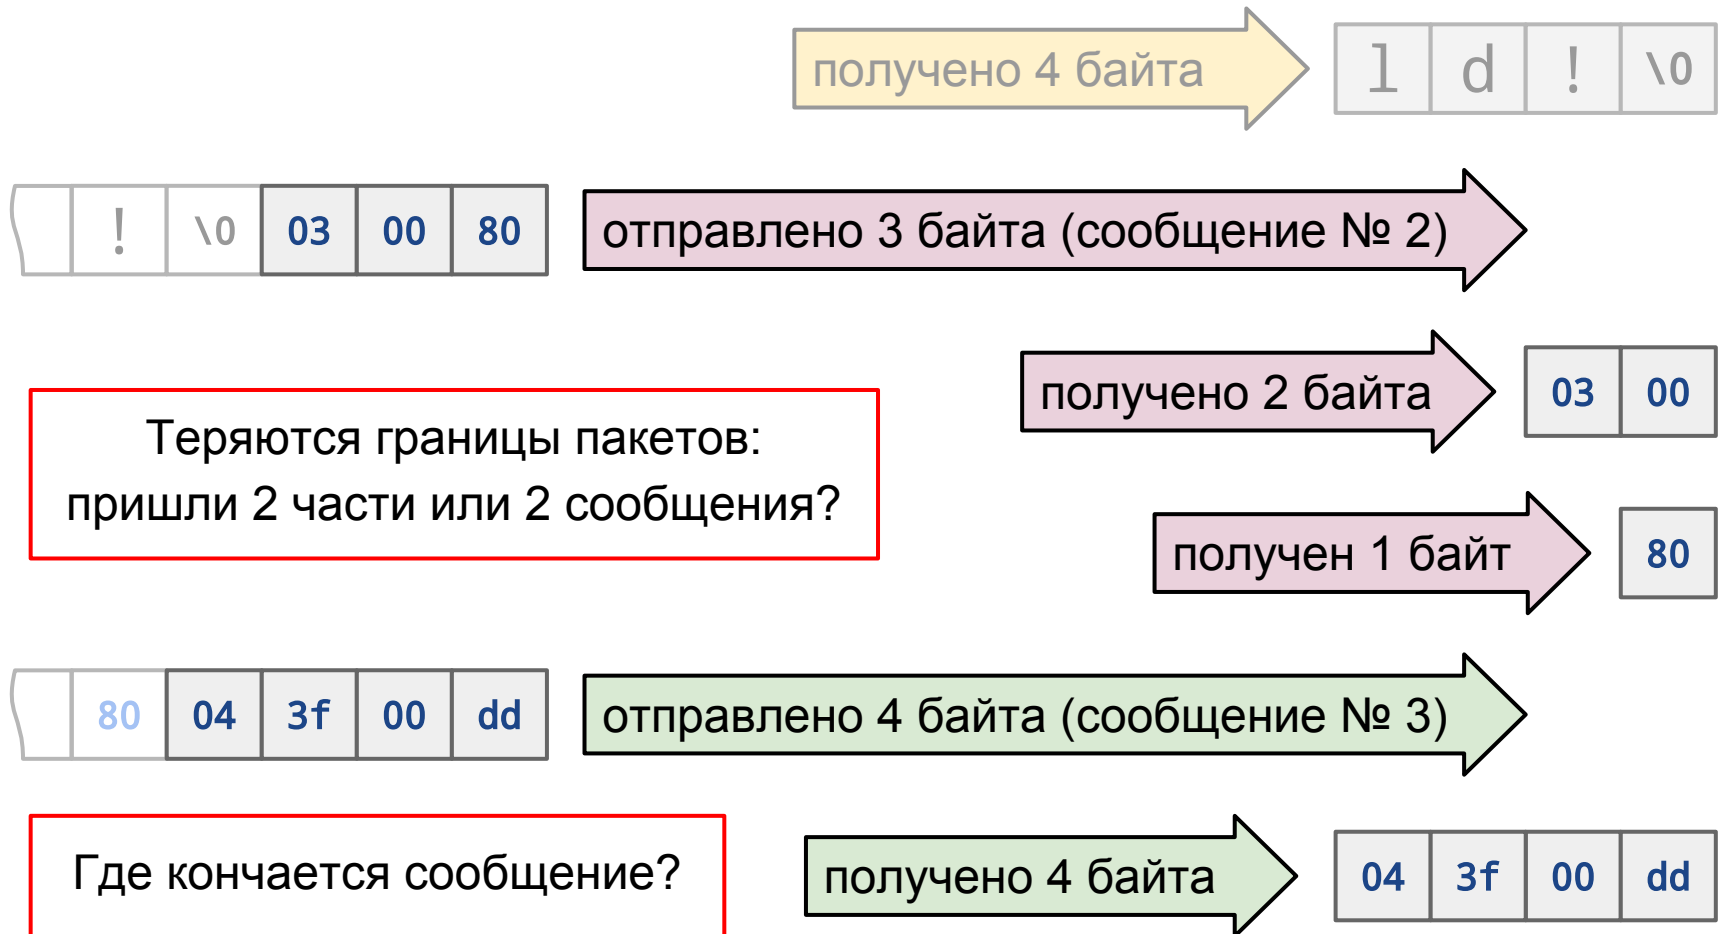 получено 4 байта l d ! \0
! \0 03 00 80 отправлено 3 байта (сообщение № 2)
получено 2 байта 03 00
Теряются границы пакетов:
пришли 2 части или 2 сообщения?
получен 1 байт 80
80 04 3f 00 dd отправлено 4 байта (сообщение № 3)
Где кончается сообщение?
получено 4 байта 04 3f 00 dd